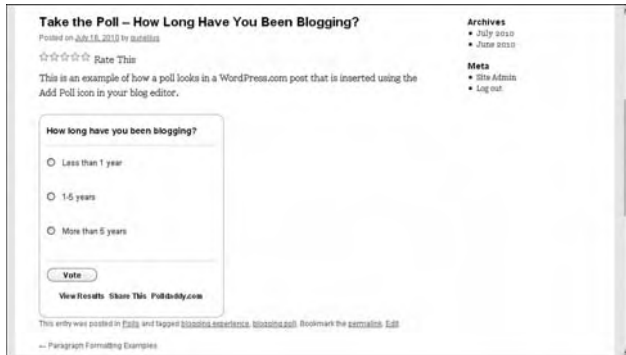 Take the Poll – How Long Have You Been Blogging?
Posted on July 16, 2010 by gunelius
Rate This
This is an example of how a poll looks in a WordPress.com post that is inserted using the
Add Poll icon in your blog editor.
How long have you been blogging?
Less than 1 year
1-5 years
More than 5 years
Vote
View Results Share This Polldaddy.com
This entry was posted in Polls and tagged blogging experience, blogging poll. Bookmark the permalink. Edit
← Paragraph Formatting Examples
Archives
• July 2010
• June 2010
Meta
• Site Admin
• Log out